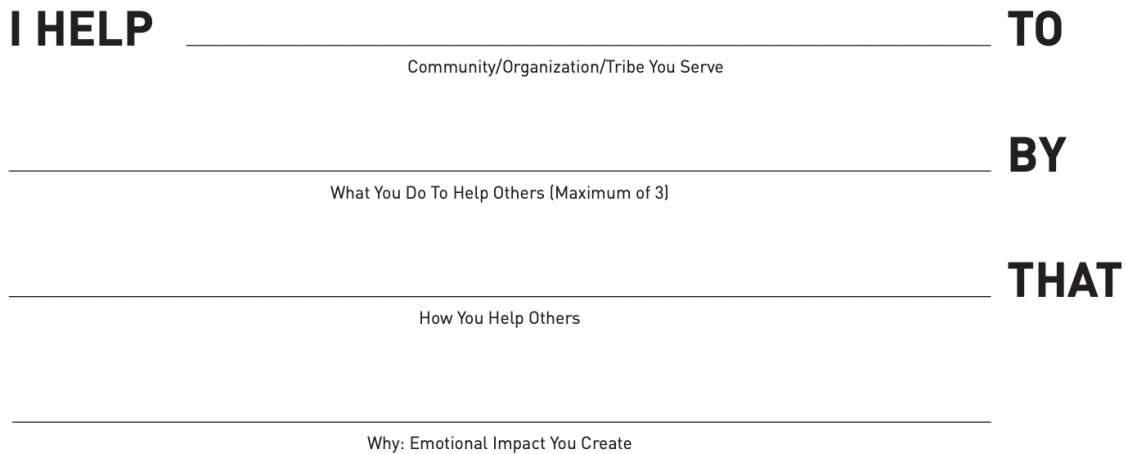 I HELP TO
Community/Organization/Tribe You Serve
BY
What You Do To Help Others (Maximum of 3)
THAT
How You Help Others
Why: Emotional Impact You Create